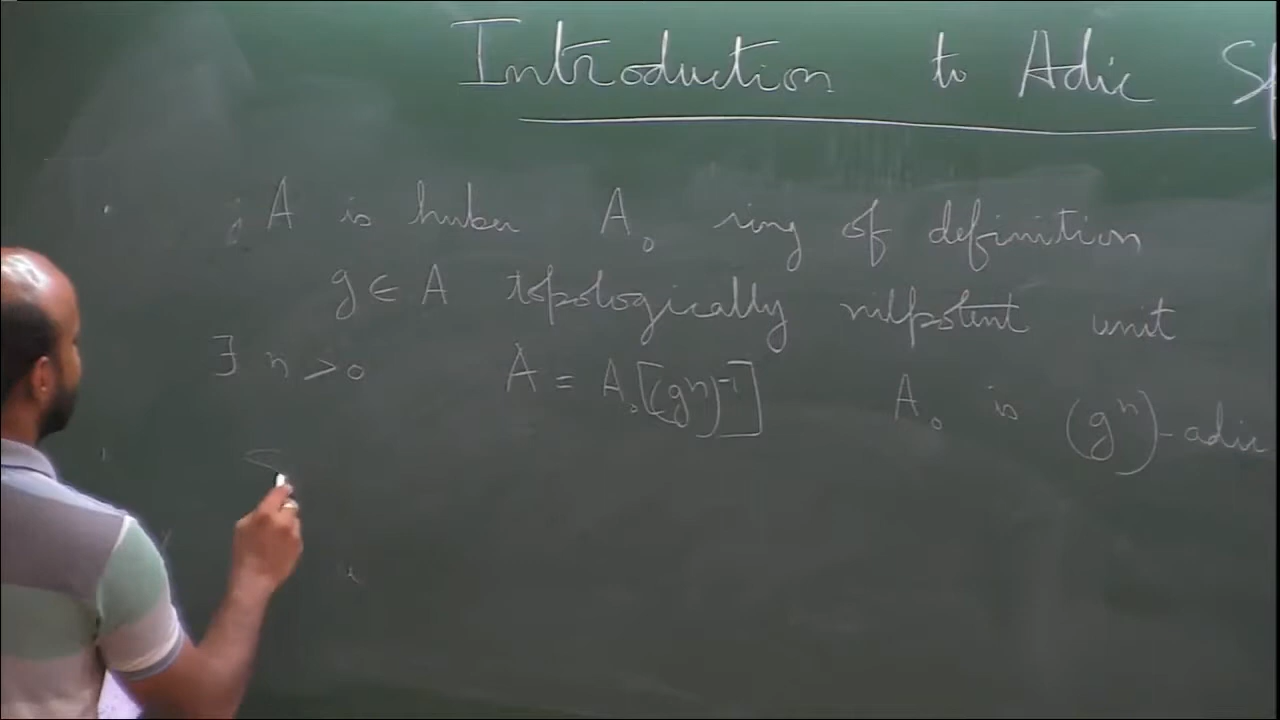 Introduction to Adic Sp
; A is huber A₀ ring of definition
g ∈ A topologically nilpotent unit
∃ n > 0 A = A₀[(gⁿ)⁻¹] A₀ is (gⁿ)-adic